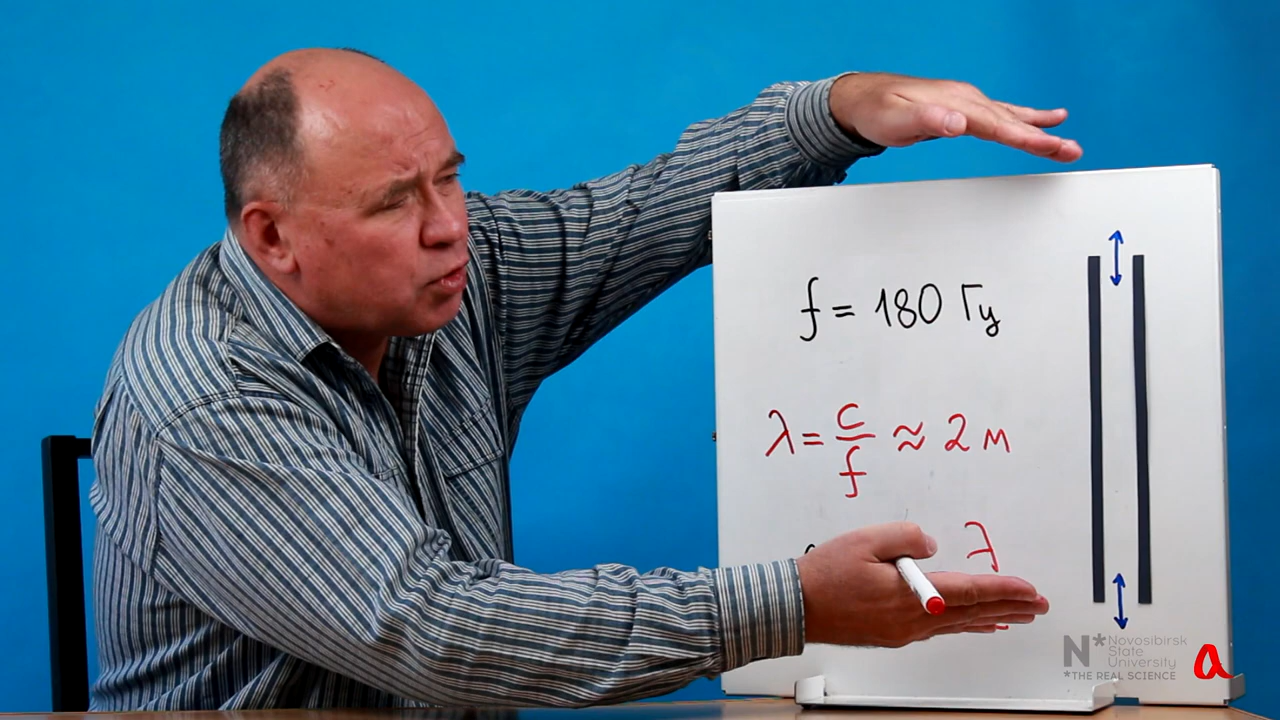 f = 180 Гц
λ = c/f ≈ 2 м
λ
N* Novosibirsk
State
University
*THE REAL SCIENCE
a